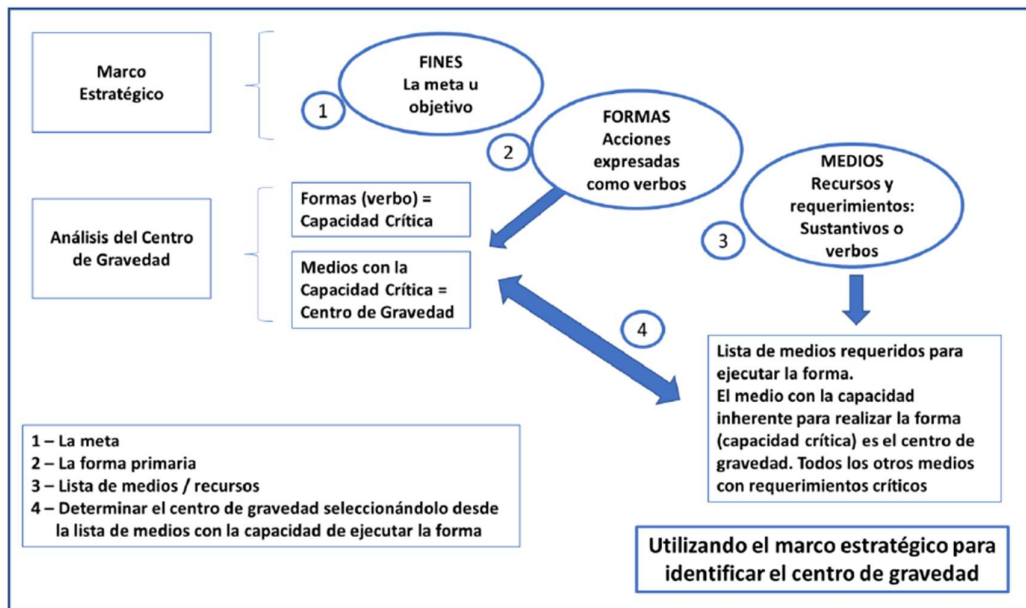 Marco
Estratégico
1
FINES
La meta u
objetivo
2
FORMAS
Acciones
expresadas
como verbos
3
MEDIOS
Recursos y
requerimientos:
Sustantivos o
verbos
Análisis del Centro
de Gravedad
Formas (verbo) =
Capacidad Crítica
Medios con la
Capacidad Crítica =
Centro de Gravedad
4
Lista de medios requeridos para
ejecutar la forma.
El medio con la capacidad
inherente para realizar la forma
(capacidad crítica) es el centro de
gravedad. Todos los otros medios
con requerimientos críticos
1 – La meta
2 – La forma primaria
3 – Lista de medios / recursos
4 – Determinar el centro de gravedad seleccionándolo desde
la lista de medios con la capacidad de ejecutar la forma
Utilizando el marco estratégico para
identificar el centro de gravedad